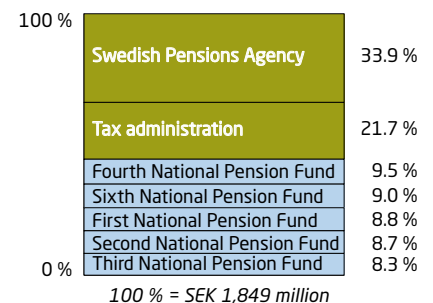 100 %
Swedish Pensions Agency 33.9 %
Tax administration 21.7 %
Fourth National Pension Fund 9.5 %
Sixth National Pension Fund 9.0 %
First National Pension Fund 8.8 %
Second National Pension Fund 8.7 %
Third National Pension Fund 8.3 %
0 %
100 % = SEK 1,849 million